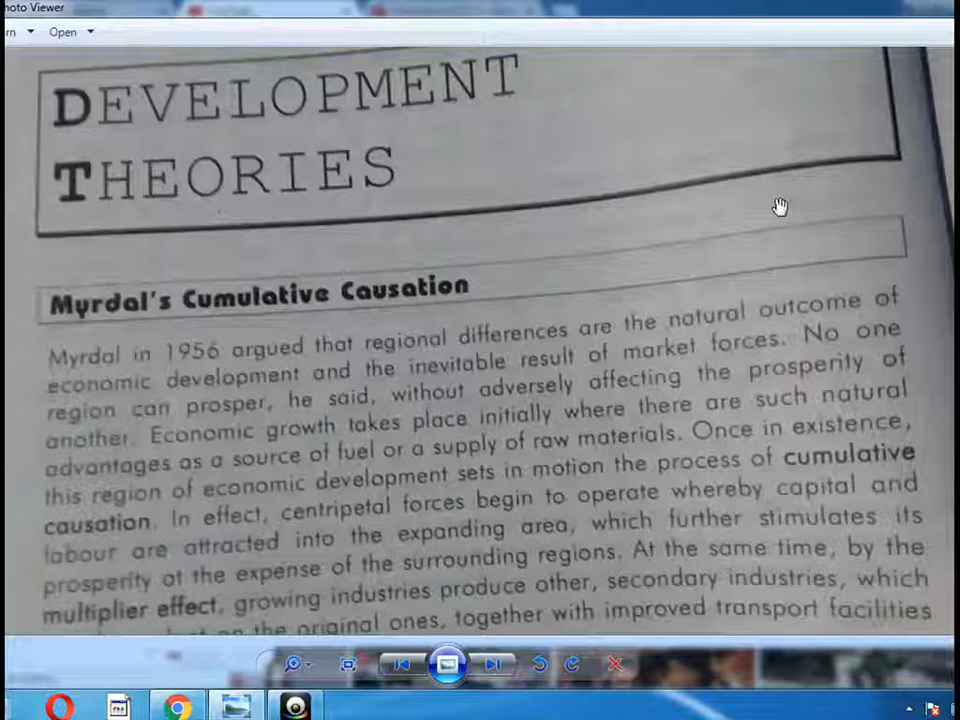 hoto Viewer
rn Open
DEVELOPMENT
THEORIES
Myrdal's Cumulative Causation
Myrdal in 1956 argued that regional differences are the natural outcome of
economic development and the inevitable result of market forces. No one
region can prosper, he said, without adversely affecting the prosperity of
another. Economic growth takes place initially where there are such natural
advantages as a source of fuel or a supply of raw materials. Once in existence,
this region of economic development sets in motion the process of cumulative
causation. In effect, centripetal forces begin to operate whereby capital and
labour are attracted into the expanding area, which further stimulates its
prosperity at the expense of the surrounding regions. At the same time, by the
multiplier effect, growing industries produce other, secondary industries, which
on the original ones, together with improved transport facilities